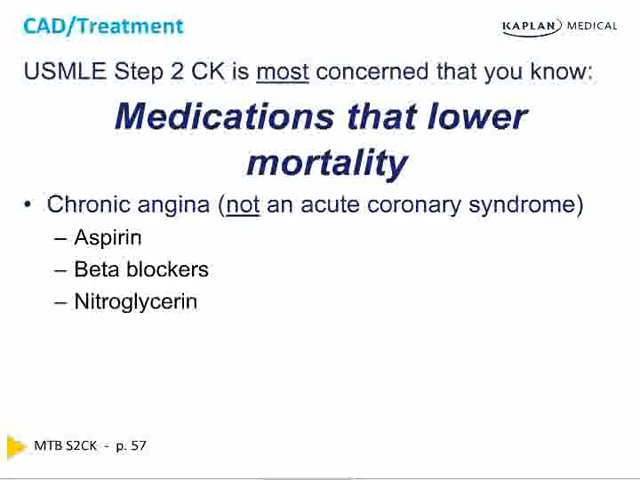 CAD/Treatment
KAPLAN MEDICAL
USMLE Step 2 CK is most concerned that you know:
Medications that lower
mortality
• Chronic angina (not an acute coronary syndrome)
– Aspirin
– Beta blockers
– Nitroglycerin
MTB S2CK - p. 57